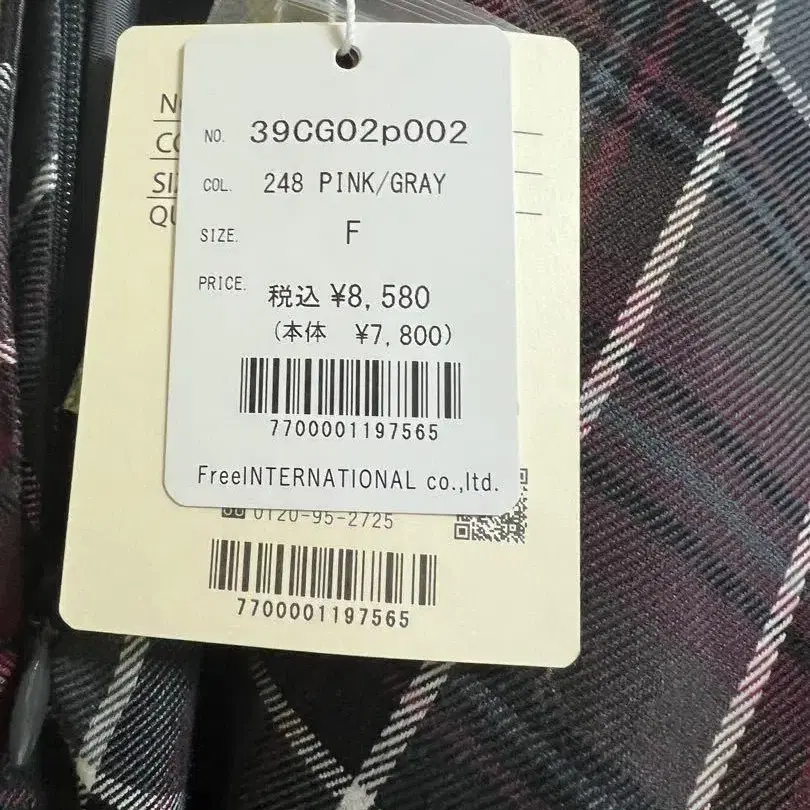 NO. 39CG02p002
COL. 248 PINK/GRAY
SIZE. F
PRICE. 税込 ¥8,580
(本体 ¥7,800)
7700001197565
FreeINTERNATIONAL co.,ltd.
0120-95-2725
7700001197565